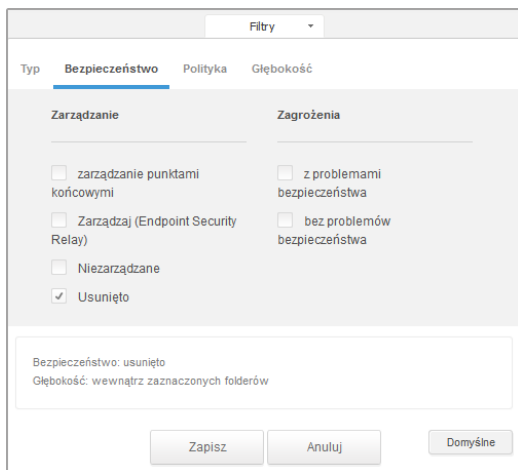 Filtry
Typ Bezpieczeństwo Polityka Głębokość
Zarządzanie
zarządzanie punktami
końcowymi
Zarządzaj (Endpoint Security
Relay)
Niezarządzane
Usunięto
Zagrożenia
z problemami
bezpieczeństwa
bez problemów
bezpieczeństwa
Bezpieczeństwo: usunięto
Głębokość: wewnątrz zaznaczonych folderów
Zapisz Anuluj Domyślne